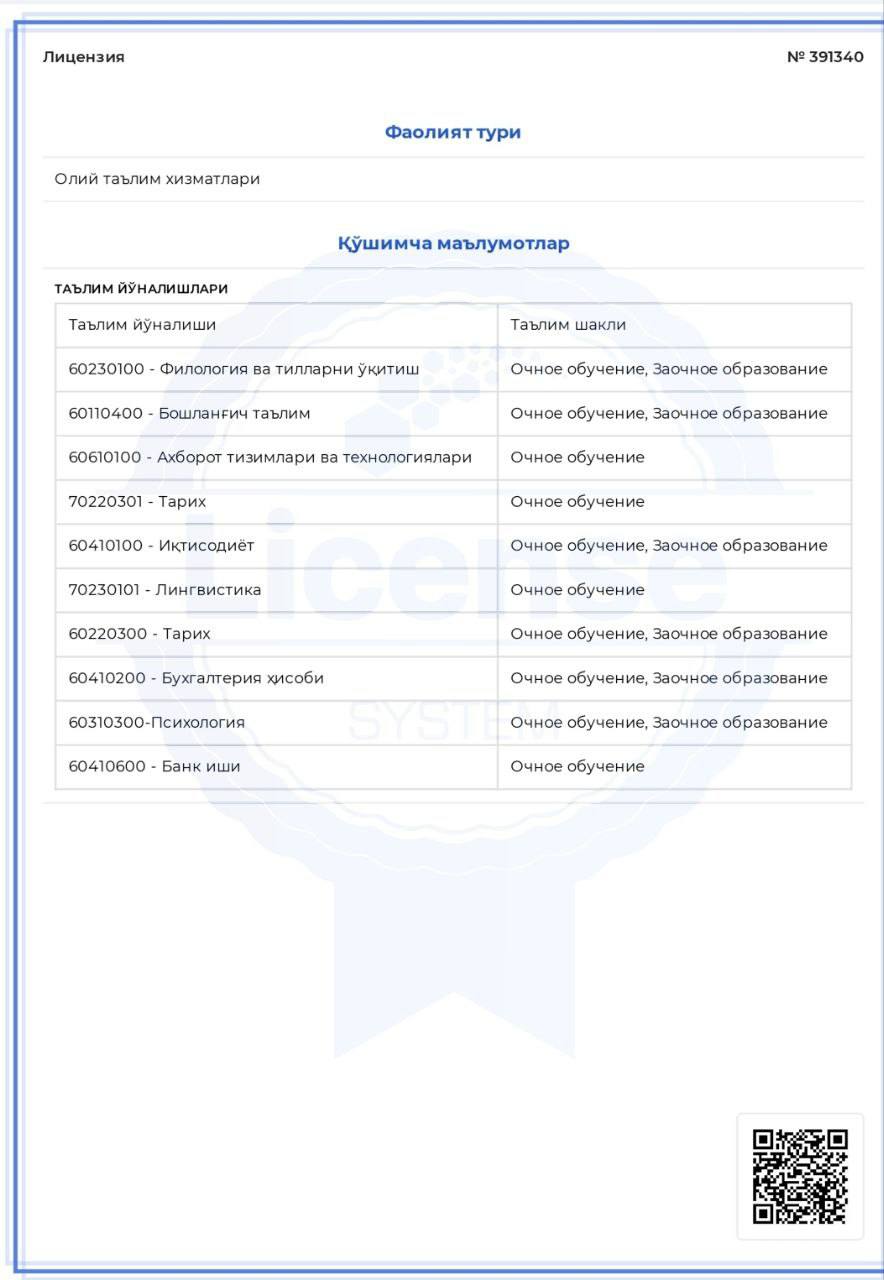 Лицензия № 391340
Фаолият тури
Олий таълим хизматлари
Қўшимча маълумотлар
ТАЪЛИМ ЙЎНАЛИШЛАРИ
Таълим йўналиши Таълим шакли
60230100 - Филология ва тилларни ўқитиш Очное обучение, Заочное образование
60110400 - Бошланғич таълим Очное обучение, Заочное образование
60610100 - Ахборот тизимлари ва технологиялари Очное обучение
70220301 - Тарих Очное обучение
60410100 - Иқтисодиёт Очное обучение, Заочное образование
70230101 - Лингвистика Очное обучение
60220300 - Тарих Очное обучение, Заочное образование
60410200 - Бухгалтерия ҳисоби Очное обучение, Заочное образование
60310300-Психология Очное обучение, Заочное образование
60410600 - Банк иши Очное обучение
License
SYSTEM